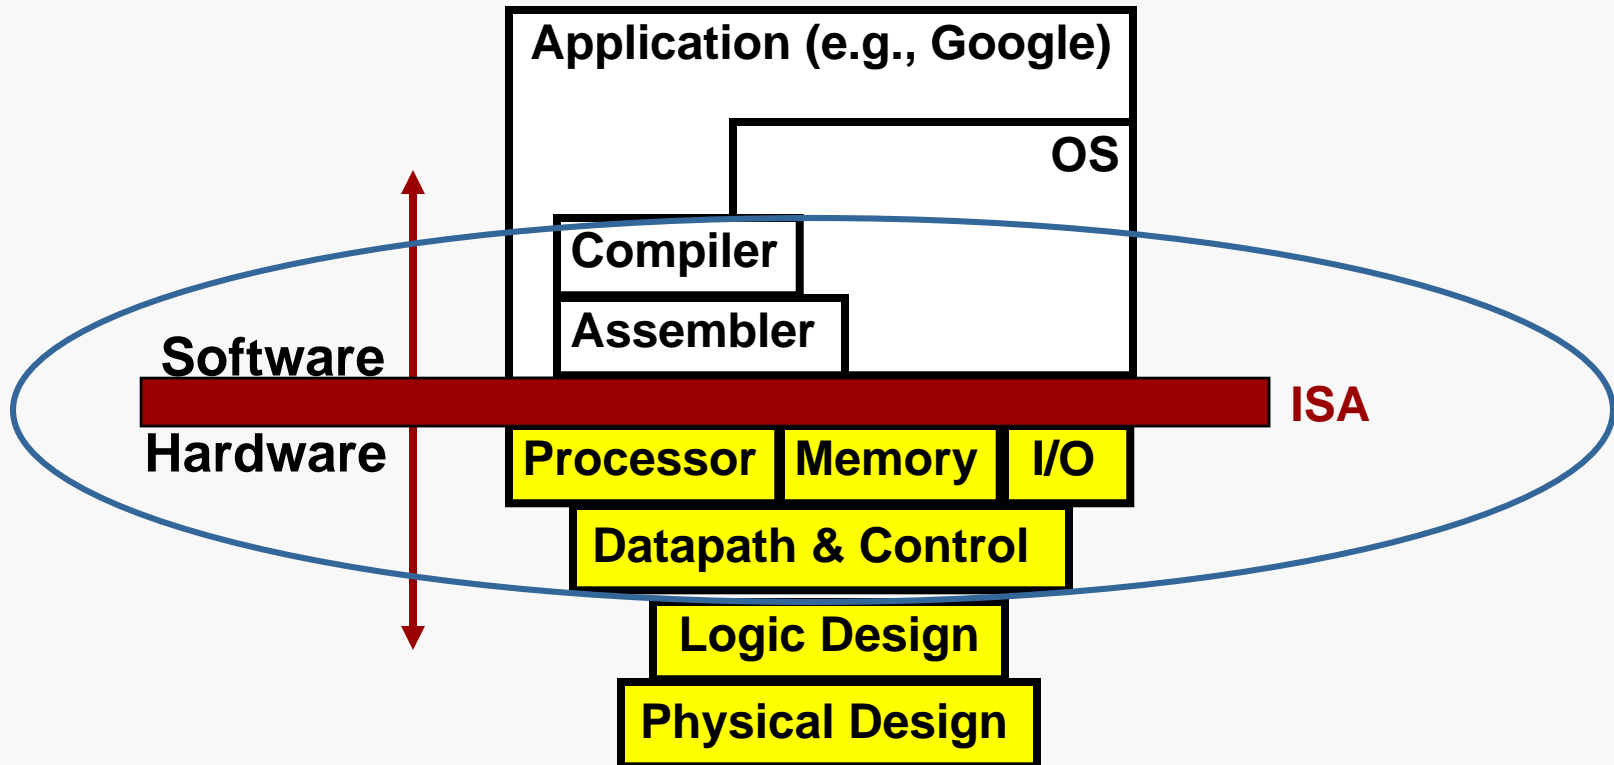 Application (e.g., Google)
OS
Compiler
Assembler
Software
ISA
Hardware
Processor
Memory
I/O
Datapath & Control
Logic Design
Physical Design